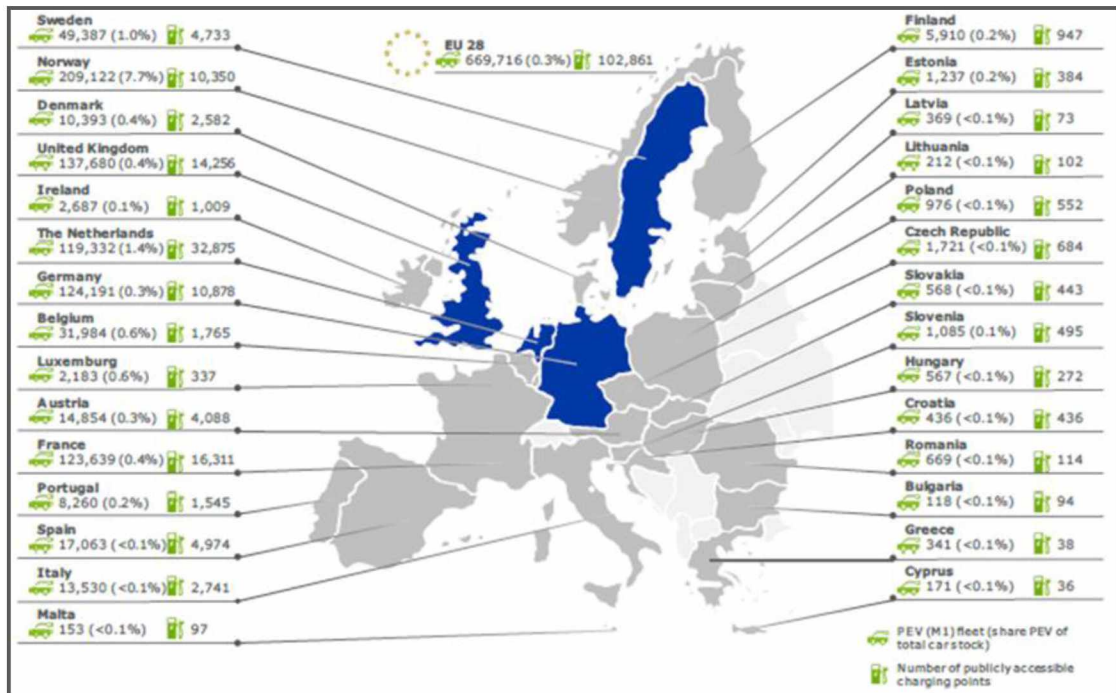 Sweden
49,387 (1.0%) 4,733
Norway
209,122 (7.7%) 10,350
Denmark
10,393 (0.4%) 2,582
United Kingdom
137,680 (0.4%) 14,256
Ireland
2,687 (0.1%) 1,009
The Netherlands
119,332 (1.4%) 32,875
Germany
124,191 (0.3%) 10,878
Belgium
31,984 (0.6%) 1,765
Luxemburg
2,183 (0.6%) 337
Austria
14,854 (0.3%) 4,088
France
123,639 (0.4%) 16,311
Portugal
8,260 (0.2%) 1,545
Spain
17,063 (<0.1%) 4,974
Italy
13,530 (<0.1%) 2,741
Malta
153 (<0.1%) 97
EU 28
669,716 (0.3%) 102,861
Finland
5,910 (0.2%) 947
Estonia
1,237 (0.2%) 384
Latvia
369 (<0.1%) 73
Lithuania
212 (<0.1%) 102
Poland
976 (<0.1%) 552
Czech Republic
1,721 (<0.1%) 684
Slovakia
568 (<0.1%) 443
Slovenia
1,085 (0.1%) 495
Hungary
567 (<0.1%) 272
Croatia
436 (<0.1%) 436
Romania
669 (<0.1%) 114
Bulgaria
118 (<0.1%) 94
Greece
341 (<0.1%) 38
Cyprus
171 (<0.1%) 36
PEV (M1) fleet (share PEV of
total car stock)
Number of publicly accessible
charging points